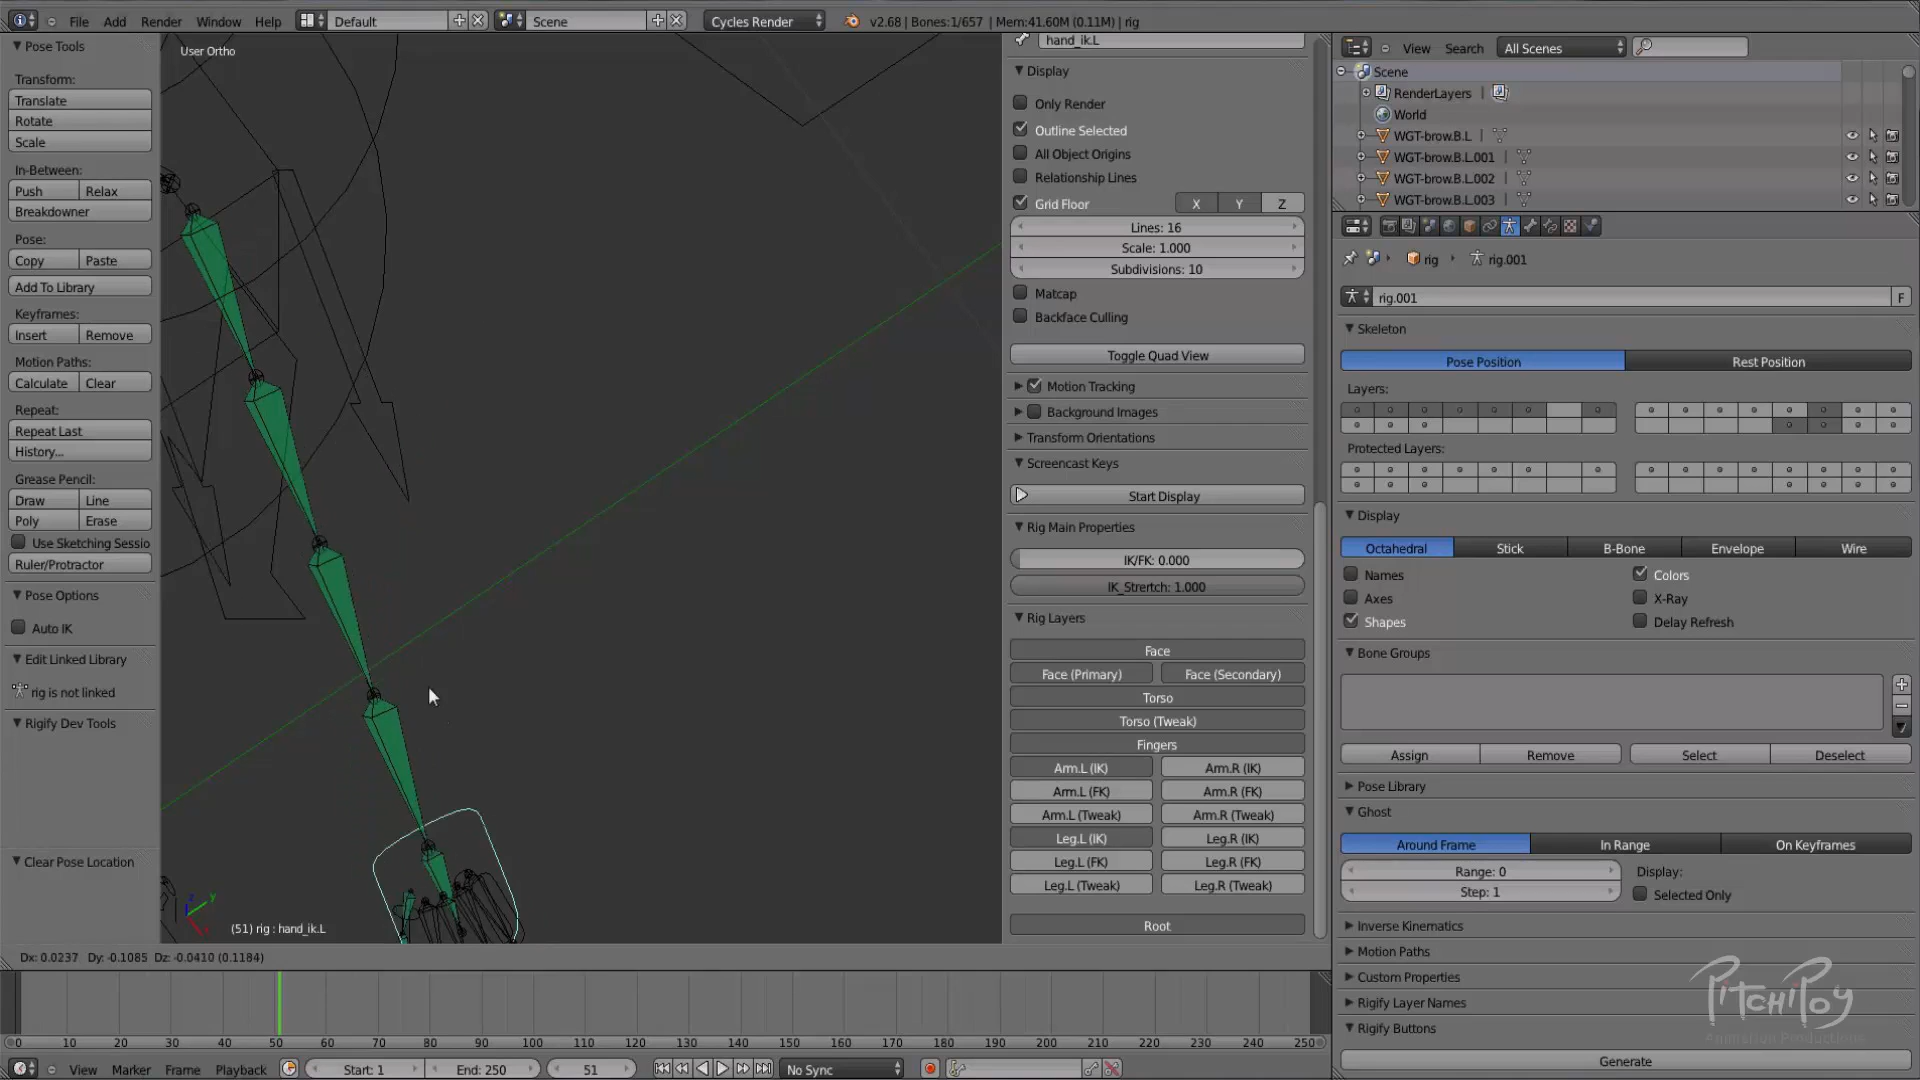 File Add Render Window Help Default Scene Cycles Render v2.68 | Bones:1/657 | Mem:41.60M (0.11M) | rig
Pose Tools
Transform:
Translate
Rotate
Scale
In-Between:
Push Relax
Breakdowner
Pose:
Copy Paste
Add To Library
Keyframes:
Insert Remove
Motion Paths:
Calculate Clear
Repeat:
Repeat Last
History...
Grease Pencil:
Draw Line
Poly Erase
Use Sketching Sessio
Ruler/Protractor
Pose Options
Auto IK
Edit Linked Library
rig is not linked
Rigify Dev Tools
Clear Pose Location
User Ortho
(51) rig : hand_ik.L
Dx: 0.0237 Dy: -0.1085 Dz: -0.0410 (0.1184)
hand_ik.L
Display
Only Render
Outline Selected
All Object Origins
Relationship Lines
Grid Floor X Y Z
Lines: 16
Scale: 1.000
Subdivisions: 10
Matcap
Backface Culling
Toggle Quad View
Motion Tracking
Background Images
Transform Orientations
Screencast Keys
Start Display
Rig Main Properties
IK/FK: 0.000
IK_Strertch: 1.000
Rig Layers
Face
Face (Primary) Face (Secondary)
Torso
Torso (Tweak)
Fingers
Arm.L (IK) Arm.R (IK)
Arm.L (FK) Arm.R (FK)
Arm.L (Tweak) Arm.R (Tweak)
Leg.L (IK) Leg.R (IK)
Leg.L (FK) Leg.R (FK)
Leg.L (Tweak) Leg.R (Tweak)
Root
View Search All Scenes
Scene
RenderLayers |
World
WGT-brow.B.L |
WGT-brow.B.L.001 |
WGT-brow.B.L.002 |
WGT-brow.B.L.003 |
rig rig.001
rig.001 F
Skeleton
Pose Position Rest Position
Layers:
Protected Layers:
Display
Octahedral Stick B-Bone Envelope Wire
Names Colors
Axes X-Ray
Shapes Delay Refresh
Bone Groups
Assign Remove Select Deselect
Pose Library
Ghost
Around Frame In Range On Keyframes
Range: 0 Display:
Step: 1 Selected Only
Inverse Kinematics
Motion Paths
Custom Properties
Rigify Layer Names
Rigify Buttons
Generate
PitchiPoy
Animation Productions
0 10 20 30 40 50 60 70 80 90 100 110 120 130 140 150 160 170 180 190 200 210 220 230 240 250
View Marker Frame Playback Start: 1 End: 250 51 No Sync